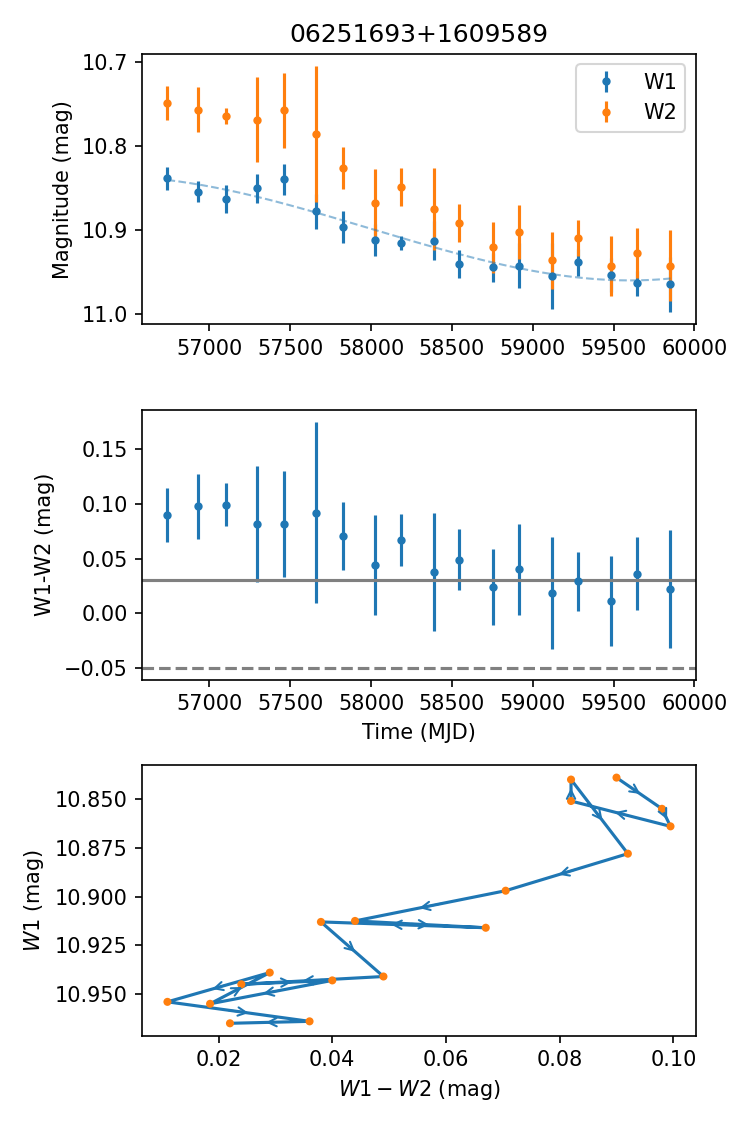 06251693+1609589
10.7
10.8
10.9
11.0
Magnitude (mag)
W1
W2
57000 57500 58000 58500 59000 59500 60000
0.15
0.10
0.05
0.00
−0.05
W1-W2 (mag)
57000 57500 58000 58500 59000 59500 60000
Time (MJD)
10.850
10.875
10.900
10.925
10.950
W1 (mag)
0.02 0.04 0.06 0.08 0.10
W1 − W2 (mag)